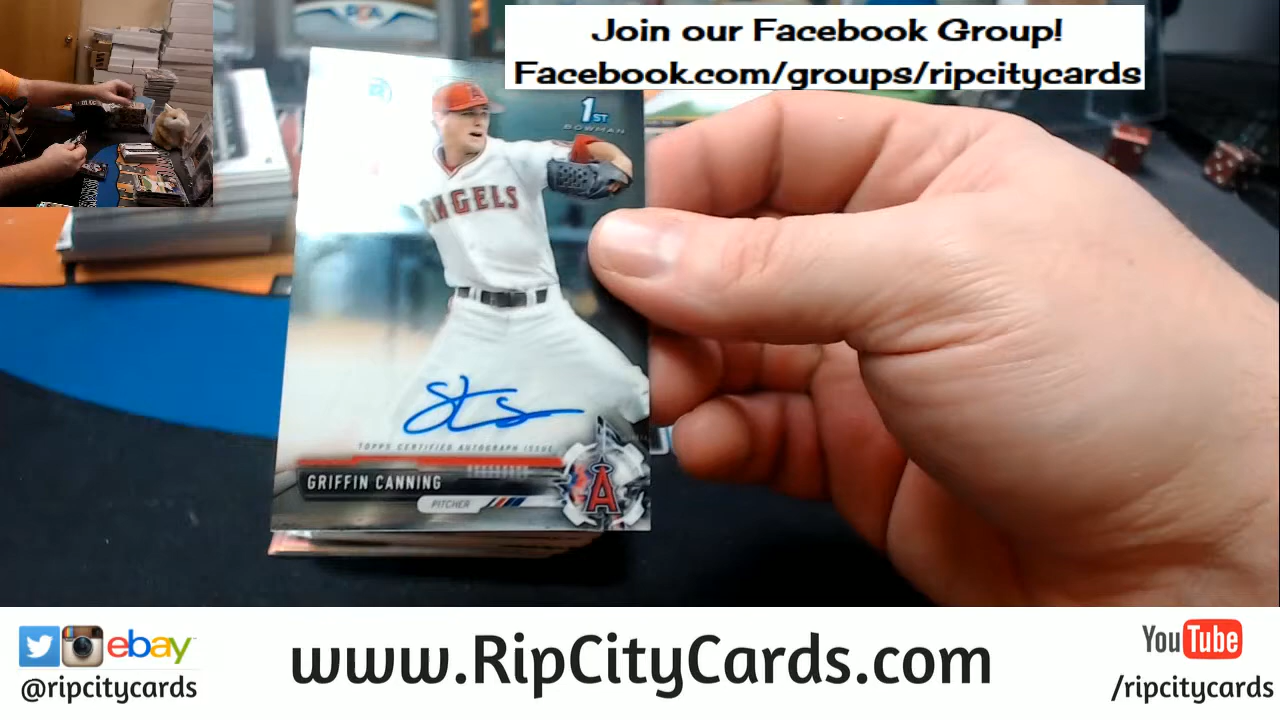 Join our Facebook Group!
Facebook.com/groups/ripcitycards
1ST
BOWMAN
ANGELS
TOPPS CERTIFIED AUTOGRAPH ISSUE
GRIFFIN CANNING
PITCHER
A
ebay
@ripcitycards
www.RipCityCards.com
YouTube
/ripcitycards